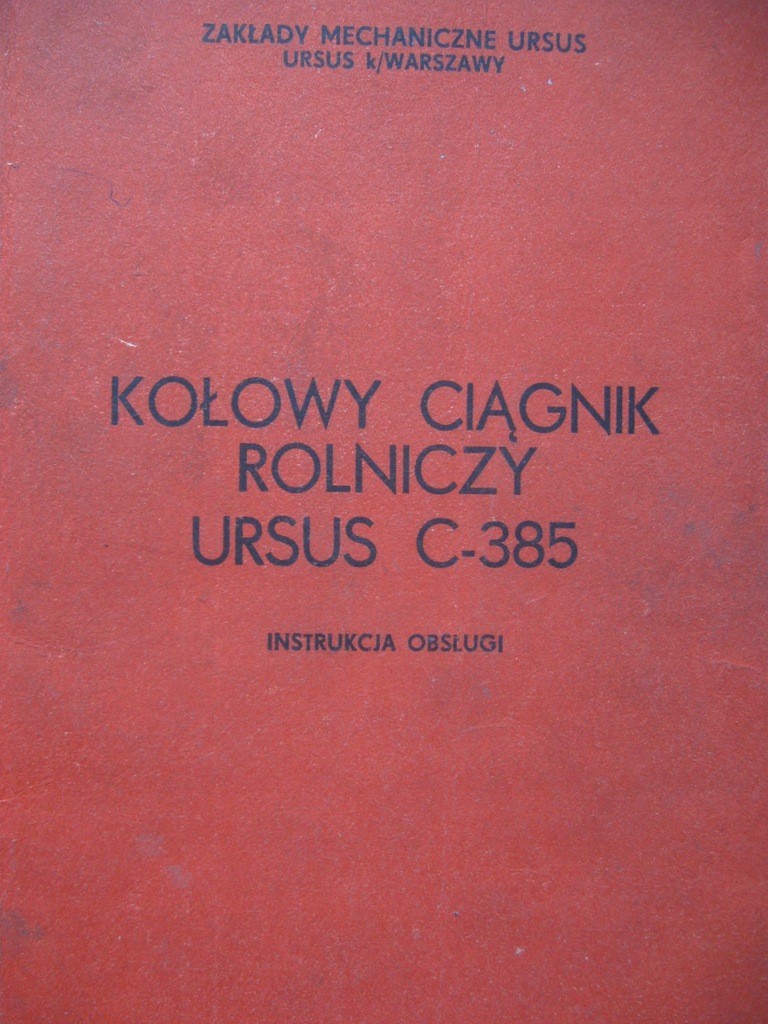 ZAKŁADY MECHANICZNE URSUS
URSUS k/WARSZAWY
KOŁOWY CIĄGNIK
ROLNICZY
URSUS C-385
INSTRUKCJA OBSŁUGI